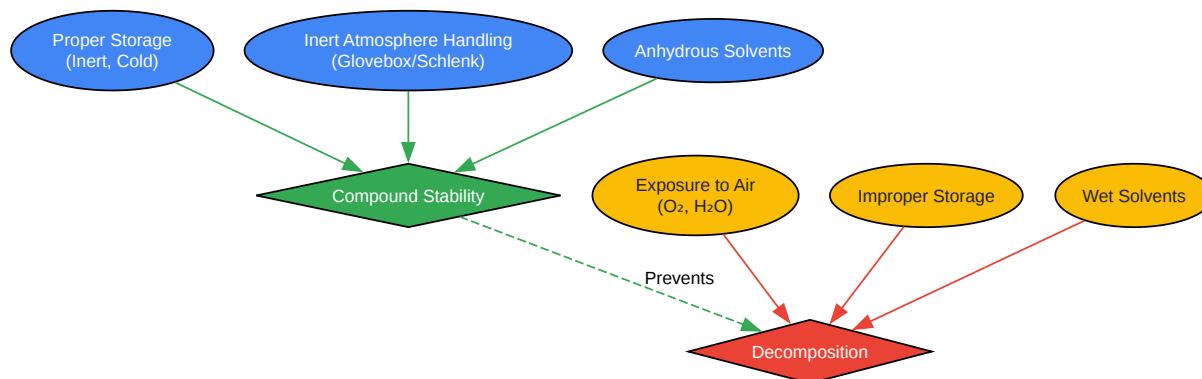 Proper Storage
(Inert, Cold)
Inert Atmosphere Handling
(Glovebox/Schlenk)
Anhydrous Solvents
Compound Stability
Exposure to Air
(O₂, H₂O)
Improper Storage
Wet Solvents
Prevents
Decomposition